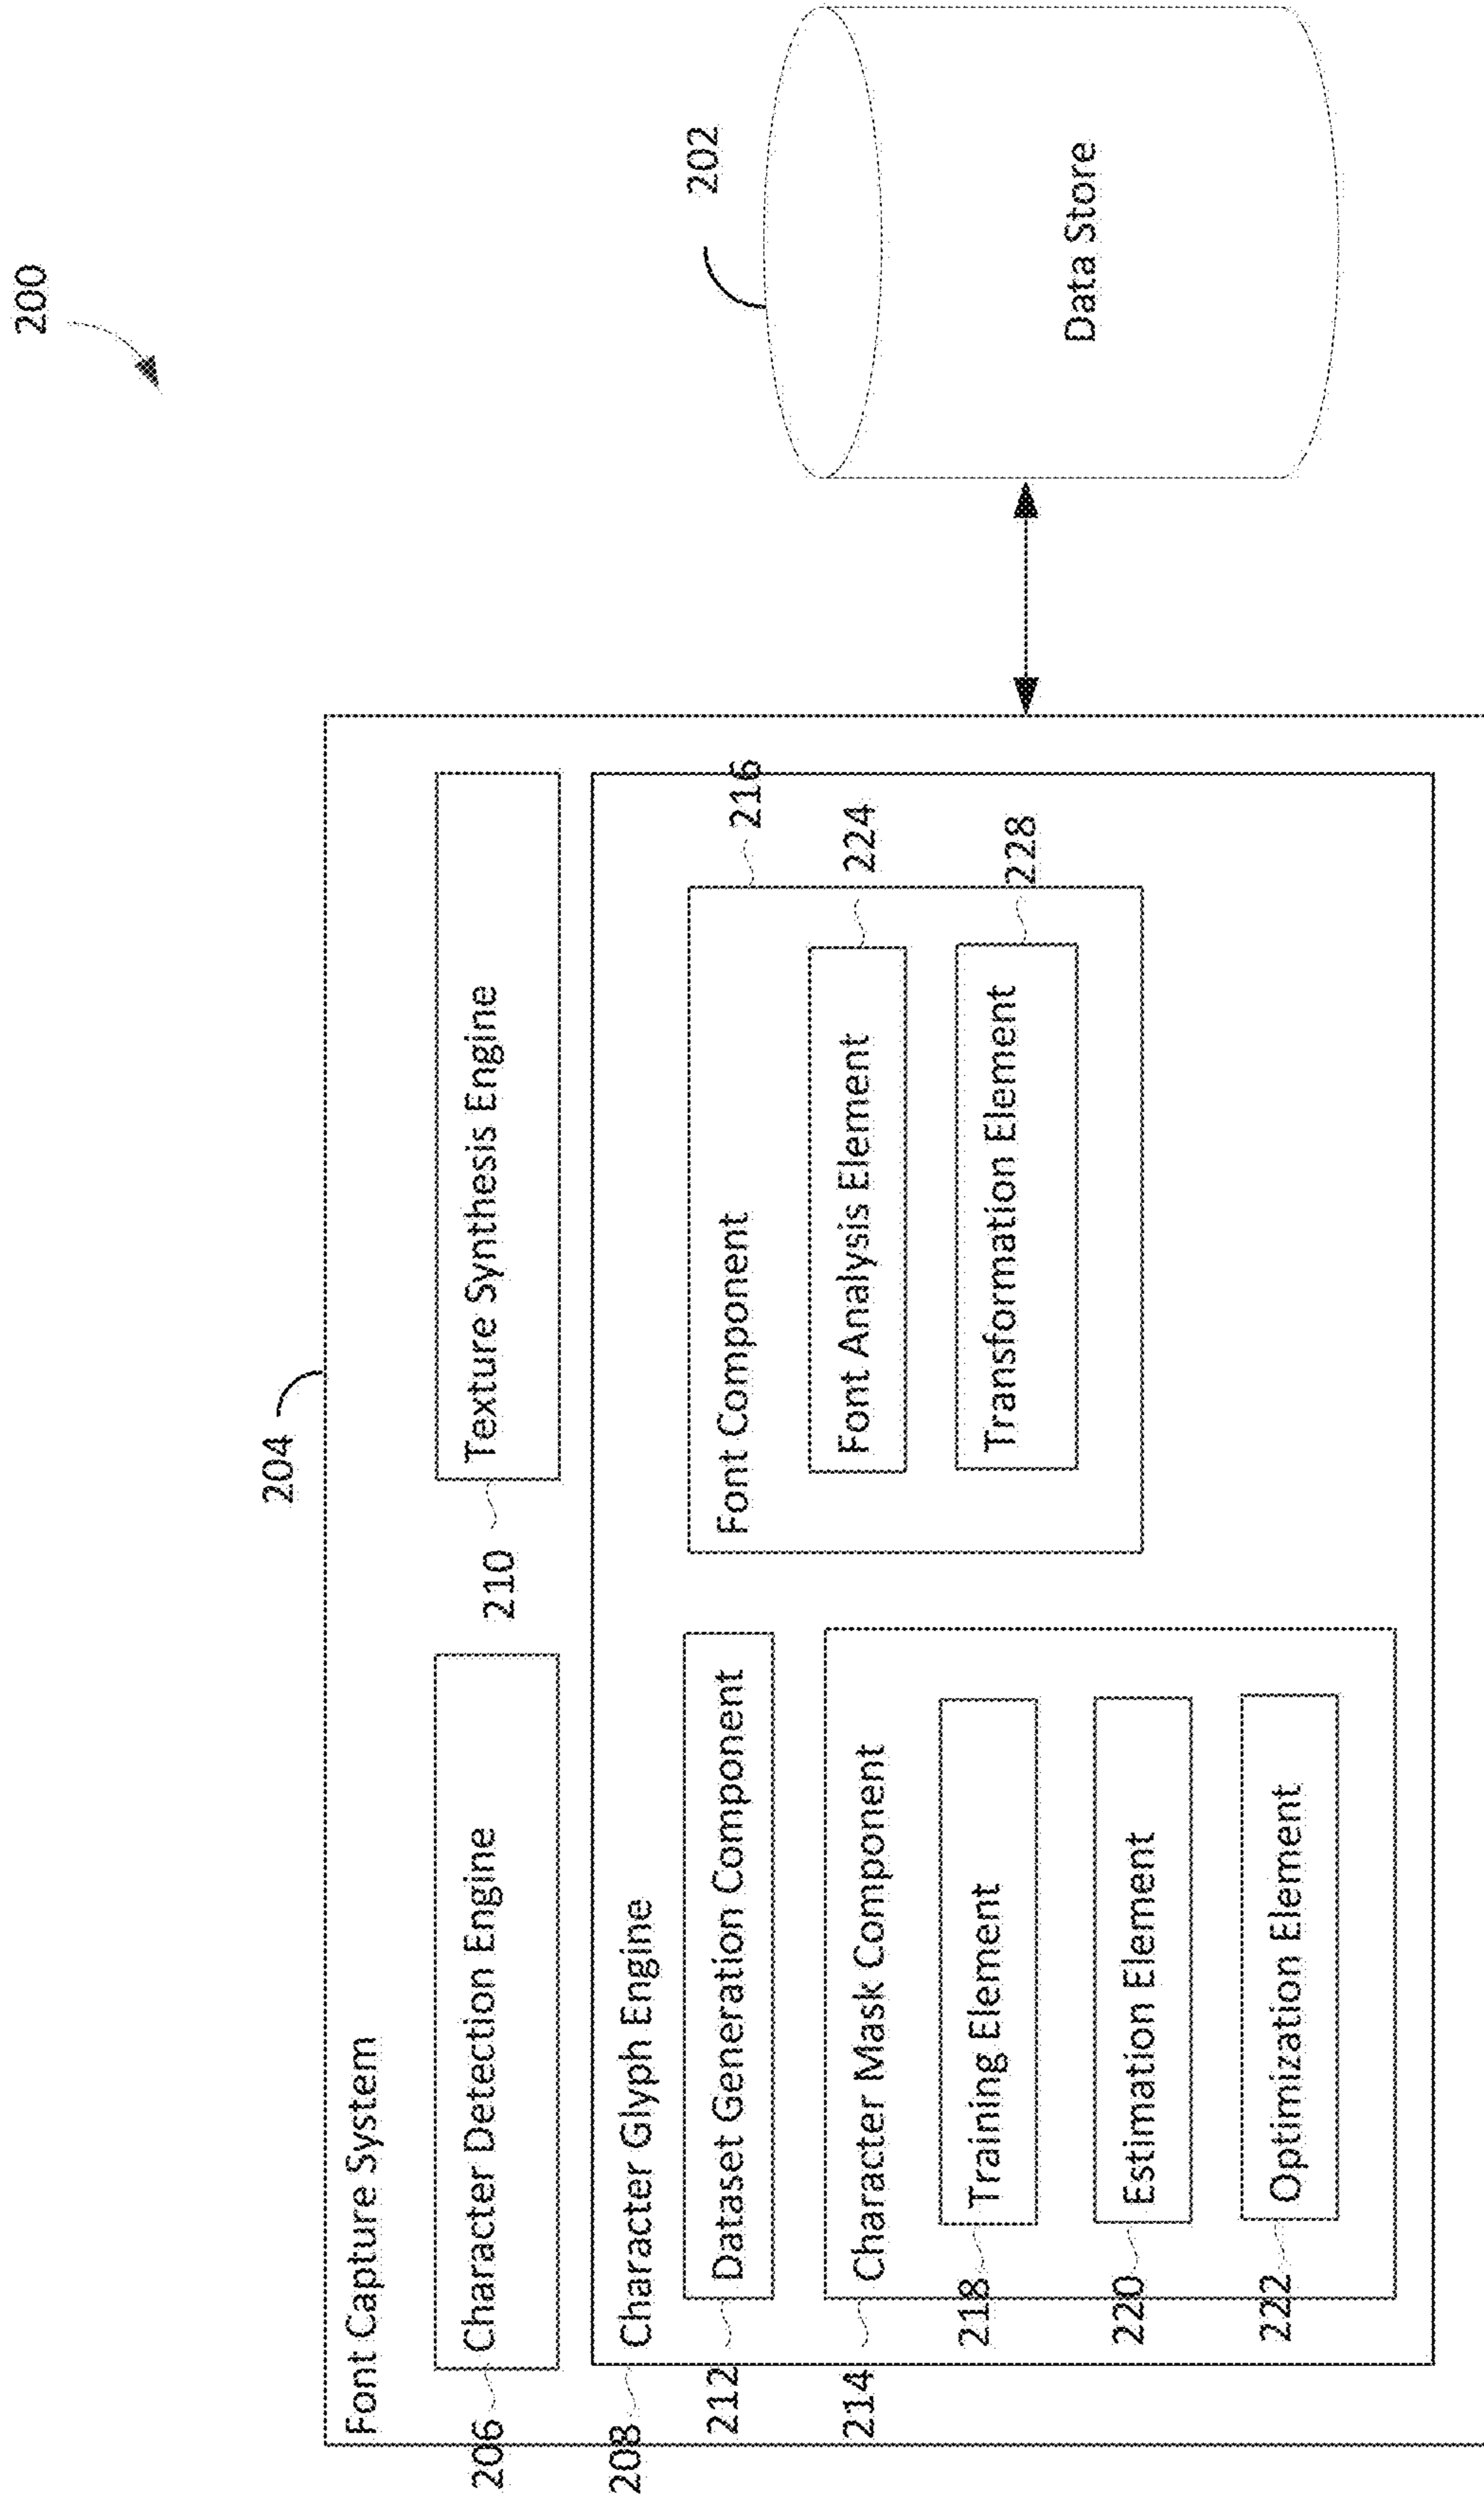 200
204
Font Capture System
206
Character Detection Engine
210
Texture Synthesis Engine
208
Character Glyph Engine
212
Dataset Generation Component
214
Character Mask Component
218
Training Element
220
Estimation Element
222
Optimization Element
216
Font Component
224
Font Analysis Element
228
Transformation Element
202
Data Store